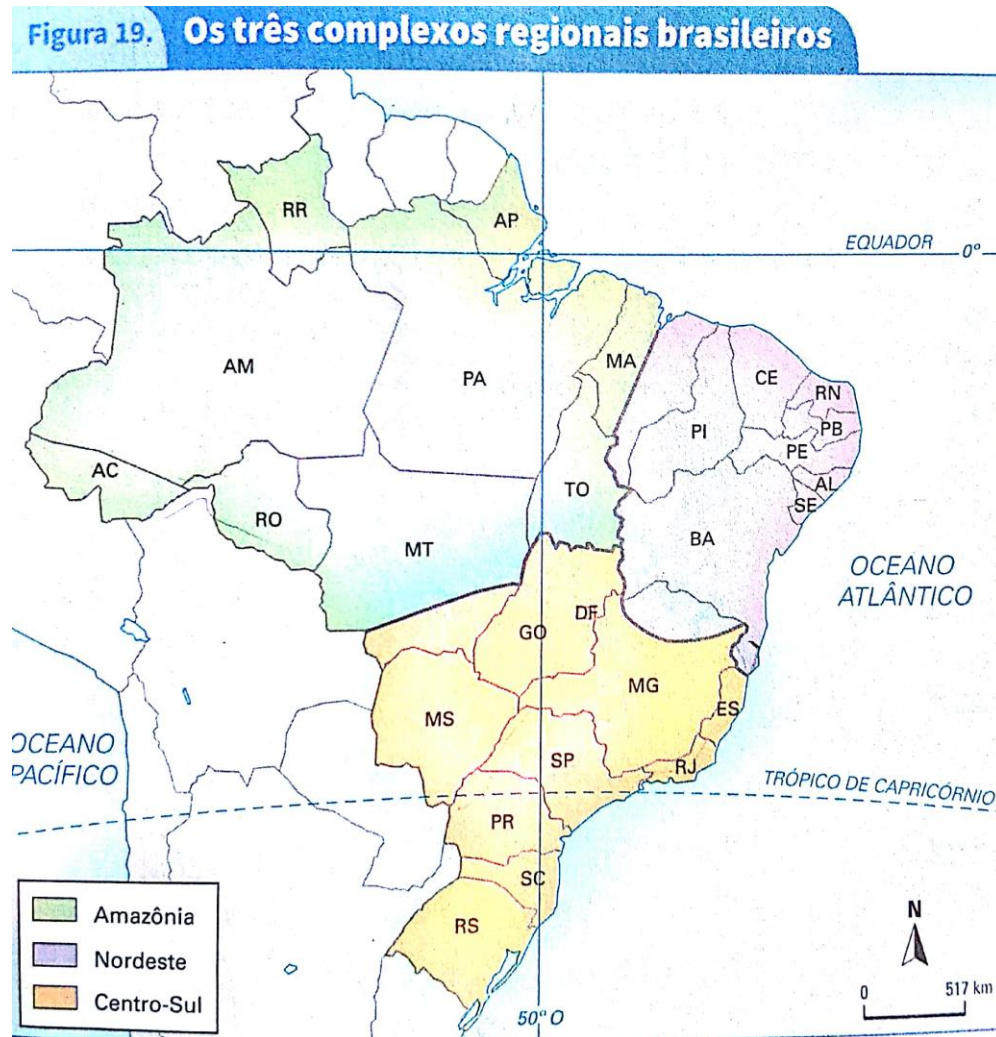 Figura 19. Os três complexos regionais brasileiros
RR
AP
EQUADOR 0°
AM
PA
MA
CE
RN
PI
PB
PE
AC
AL
TO
SE
RO
MT
BA
OCEANO
ATLÂNTICO
DF
GO
MG
MS
ES
OCEANO
PACÍFICO
SP
RJ
TRÓPICO DE CAPRICÓRNIO
PR
SC
RS
Amazônia
Nordeste
Centro-Sul
N
0 517 km
50° O